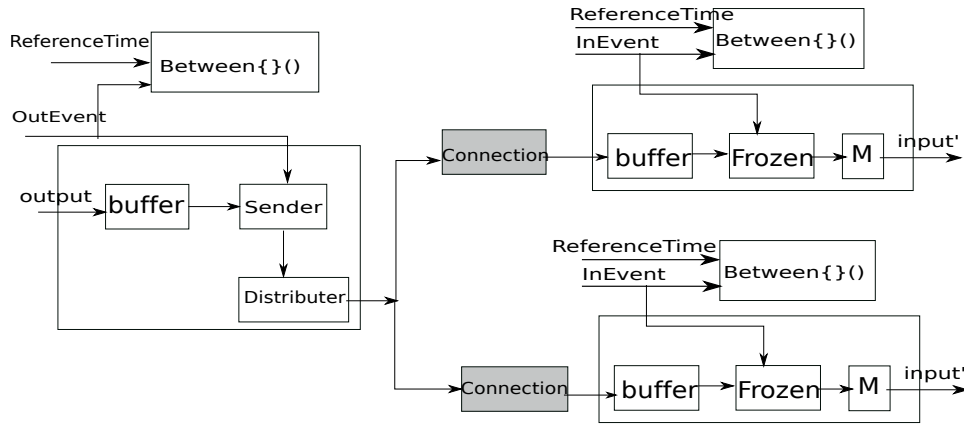 ReferenceTime
Between{}()
OutEvent
output
buffer
Sender
Distributer
ReferenceTime
InEvent
Between{}()
Connection
buffer
Frozen
M
input'
ReferenceTime
InEvent
Between{}()
Connection
buffer
Frozen
M
input'